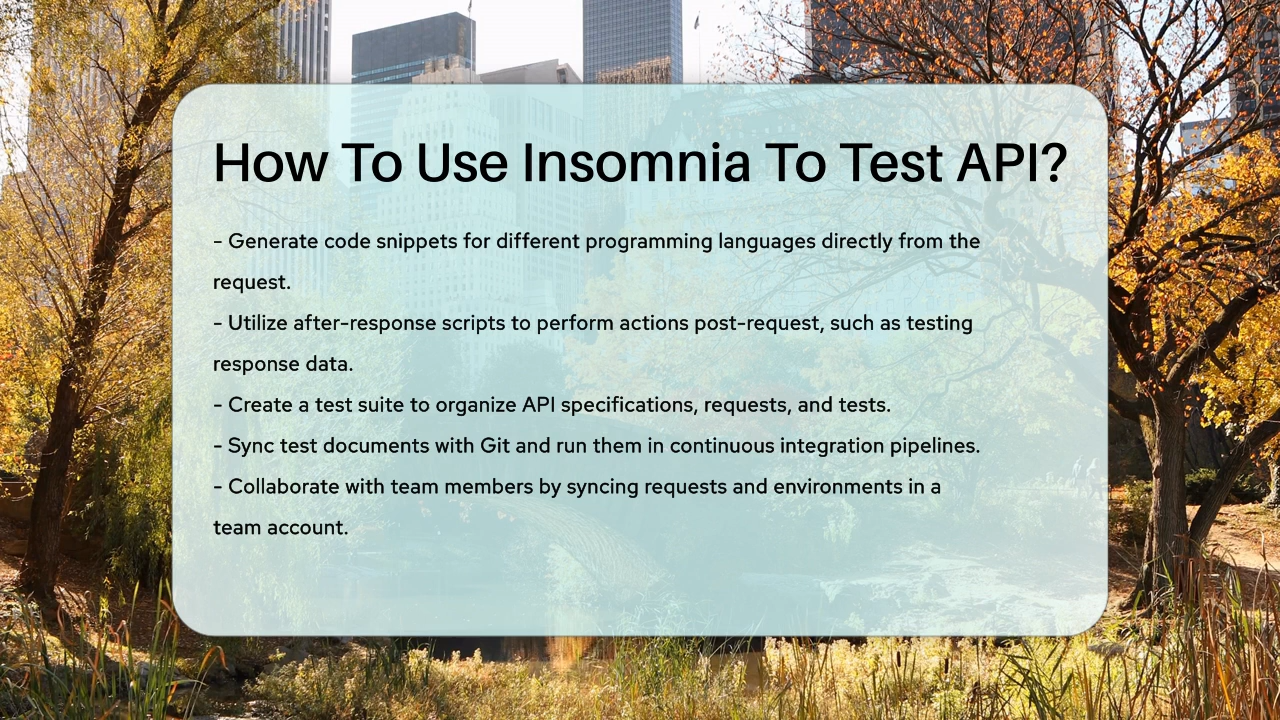 How To Use Insomnia To Test API?
- Generate code snippets for different programming languages directly from the
request.
- Utilize after-response scripts to perform actions post-request, such as testing
response data.
- Create a test suite to organize API specifications, requests, and tests.
- Sync test documents with Git and run them in continuous integration pipelines.
- Collaborate with team members by syncing requests and environments in a
team account.